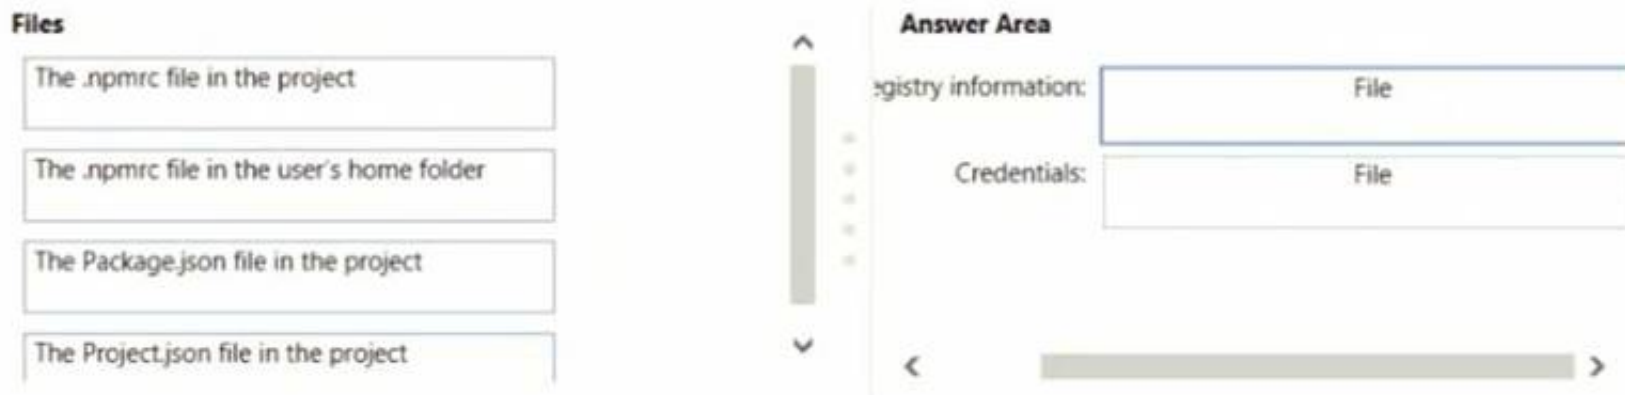 Files
The .npmrc file in the project
The .npmrc file in the user's home folder
The Package.json file in the project
The Project.json file in the project
Answer Area
egistry information:
File
Credentials:
File